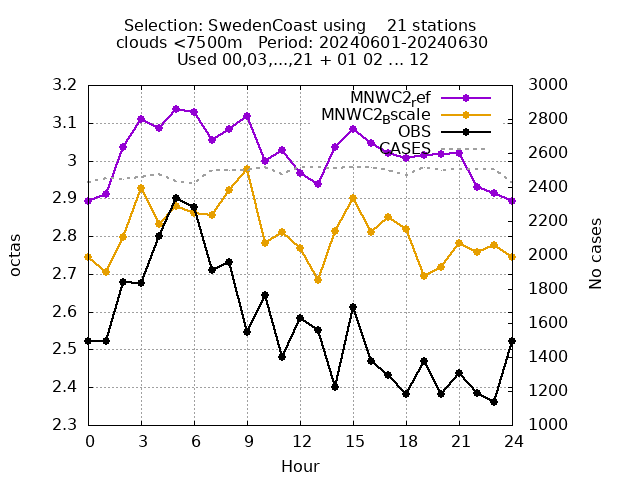 Selection: SwedenCoast using    21 stations
clouds <7500m   Period: 20240601-20240630
Used 00,03,...,21 + 01 02 ... 12
MNWC2ref
MNWC2Bscale
OBS
CASES
3.2
3.1
3
2.9
2.8
2.7
2.6
2.5
2.4
2.3
octas
3000
2800
2600
2400
2200
2000
1800
1600
1400
1200
1000
No cases
0 3 6 9 12 15 18 21 24
Hour